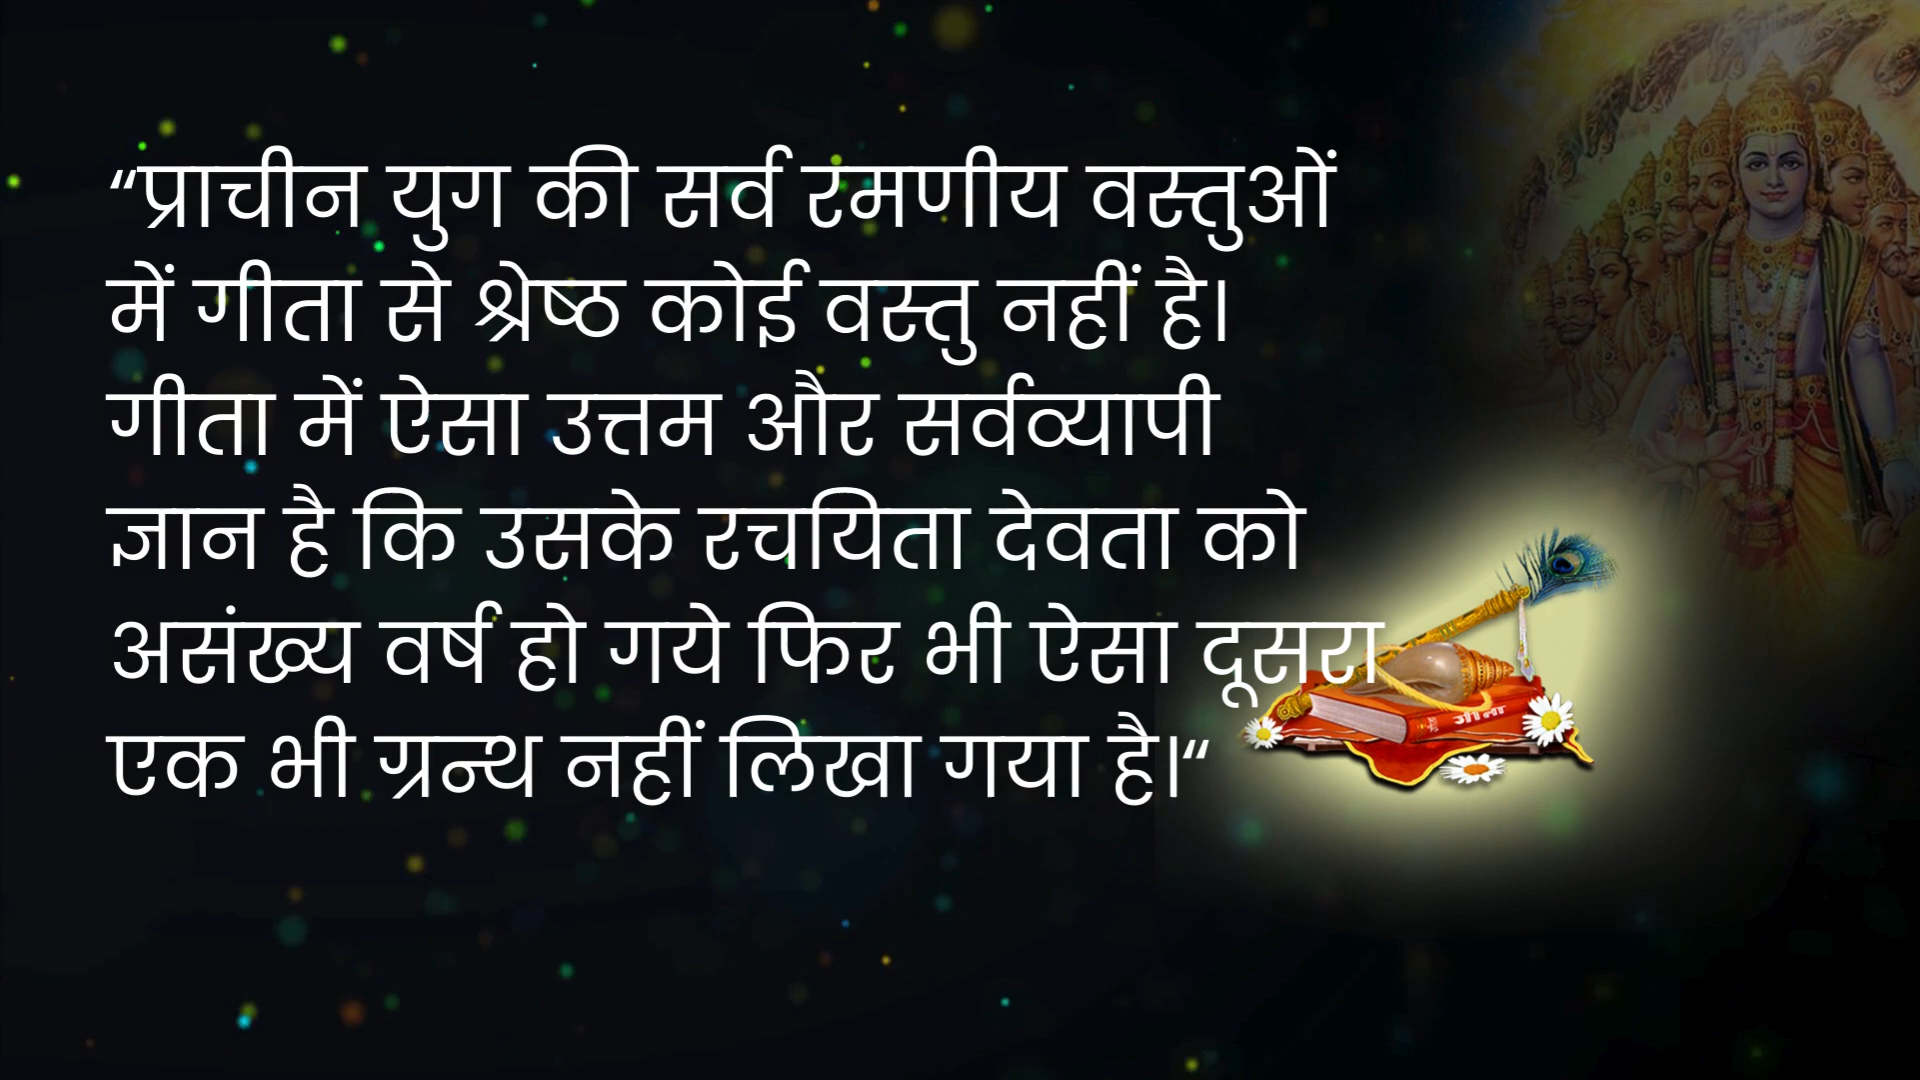 “प्राचीन युग की सर्व रमणीय वस्तुओं
में गीता से श्रेष्ठ कोई वस्तु नहीं है।
गीता में ऐसा उत्तम और सर्वव्यापी
ज्ञान है कि उसके रचयिता देवता को
असंख्य वर्ष हो गये फिर भी ऐसा दूसरा
एक भी ग्रन्थ नहीं लिखा गया है।“
गीता